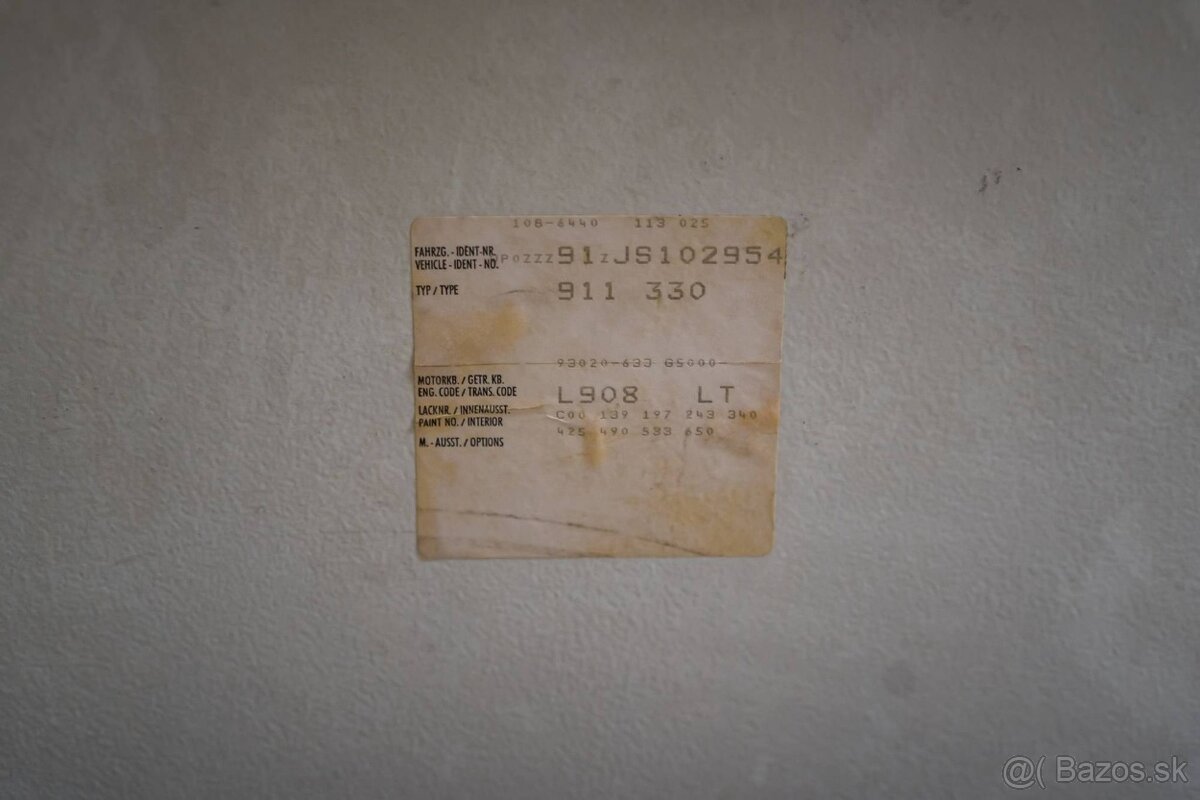 108-6440 113 025
FAHRZG. - IDENT-NR. 
VEHICLE - IDENT - NO. P0ZZZ91ZJS102954
TYP / TYPE 911 330
93020-633 G5000
MOTORKB. / GETR. KB.
ENG. CODE / TRANS. CODE L908 LT
LACKNR. / INNENAUSST. C00 139 197 243 340
PAINT NO. / INTERIOR
425 490 533 650
M. - AUSST. / OPTIONS
@( Bazos.sk